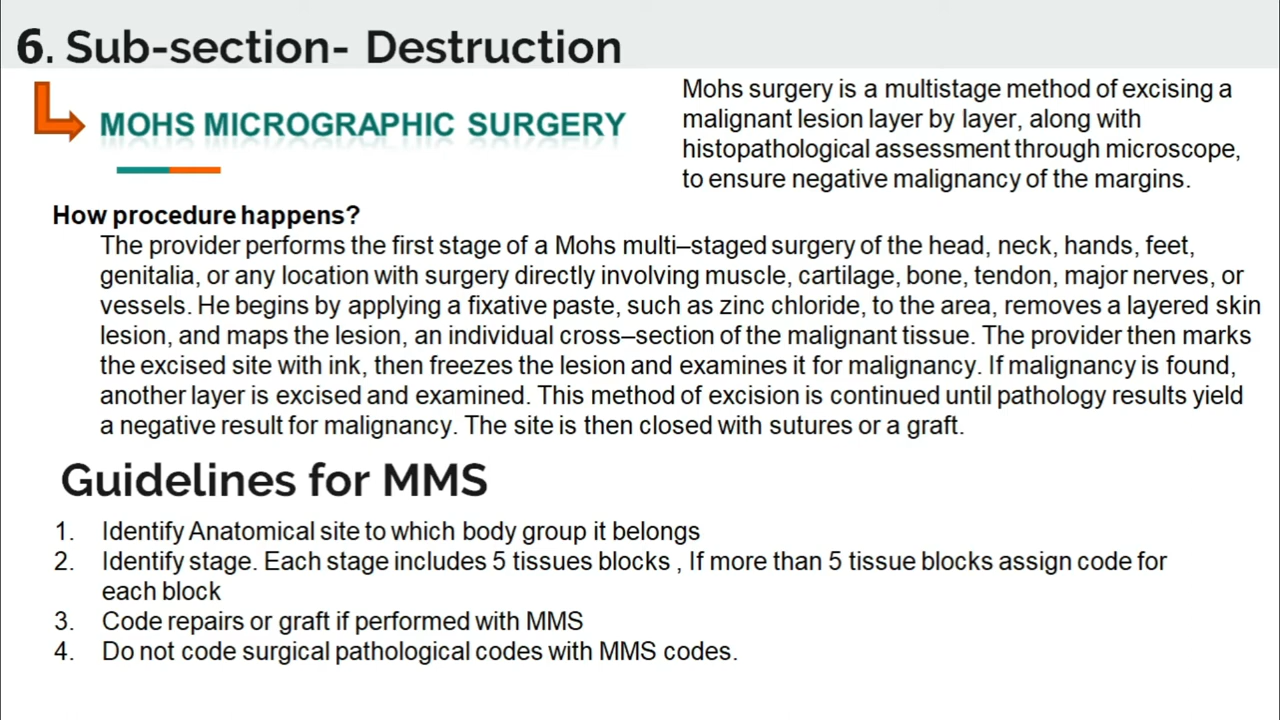 6. Sub-section- Destruction
MOHS MICROGRAPHIC SURGERY
Mohs surgery is a multistage method of excising a
malignant lesion layer by layer, along with
histopathological assessment through microscope,
to ensure negative malignancy of the margins.
How procedure happens?
The provider performs the first stage of a Mohs multi–staged surgery of the head, neck, hands, feet,
genitalia, or any location with surgery directly involving muscle, cartilage, bone, tendon, major nerves, or
vessels. He begins by applying a fixative paste, such as zinc chloride, to the area, removes a layered skin
lesion, and maps the lesion, an individual cross–section of the malignant tissue. The provider then marks
the excised site with ink, then freezes the lesion and examines it for malignancy. If malignancy is found,
another layer is excised and examined. This method of excision is continued until pathology results yield
a negative result for malignancy. The site is then closed with sutures or a graft.
Guidelines for MMS
1. Identify Anatomical site to which body group it belongs
2. Identify stage. Each stage includes 5 tissues blocks , If more than 5 tissue blocks assign code for
each block
3. Code repairs or graft if performed with MMS
4. Do not code surgical pathological codes with MMS codes.